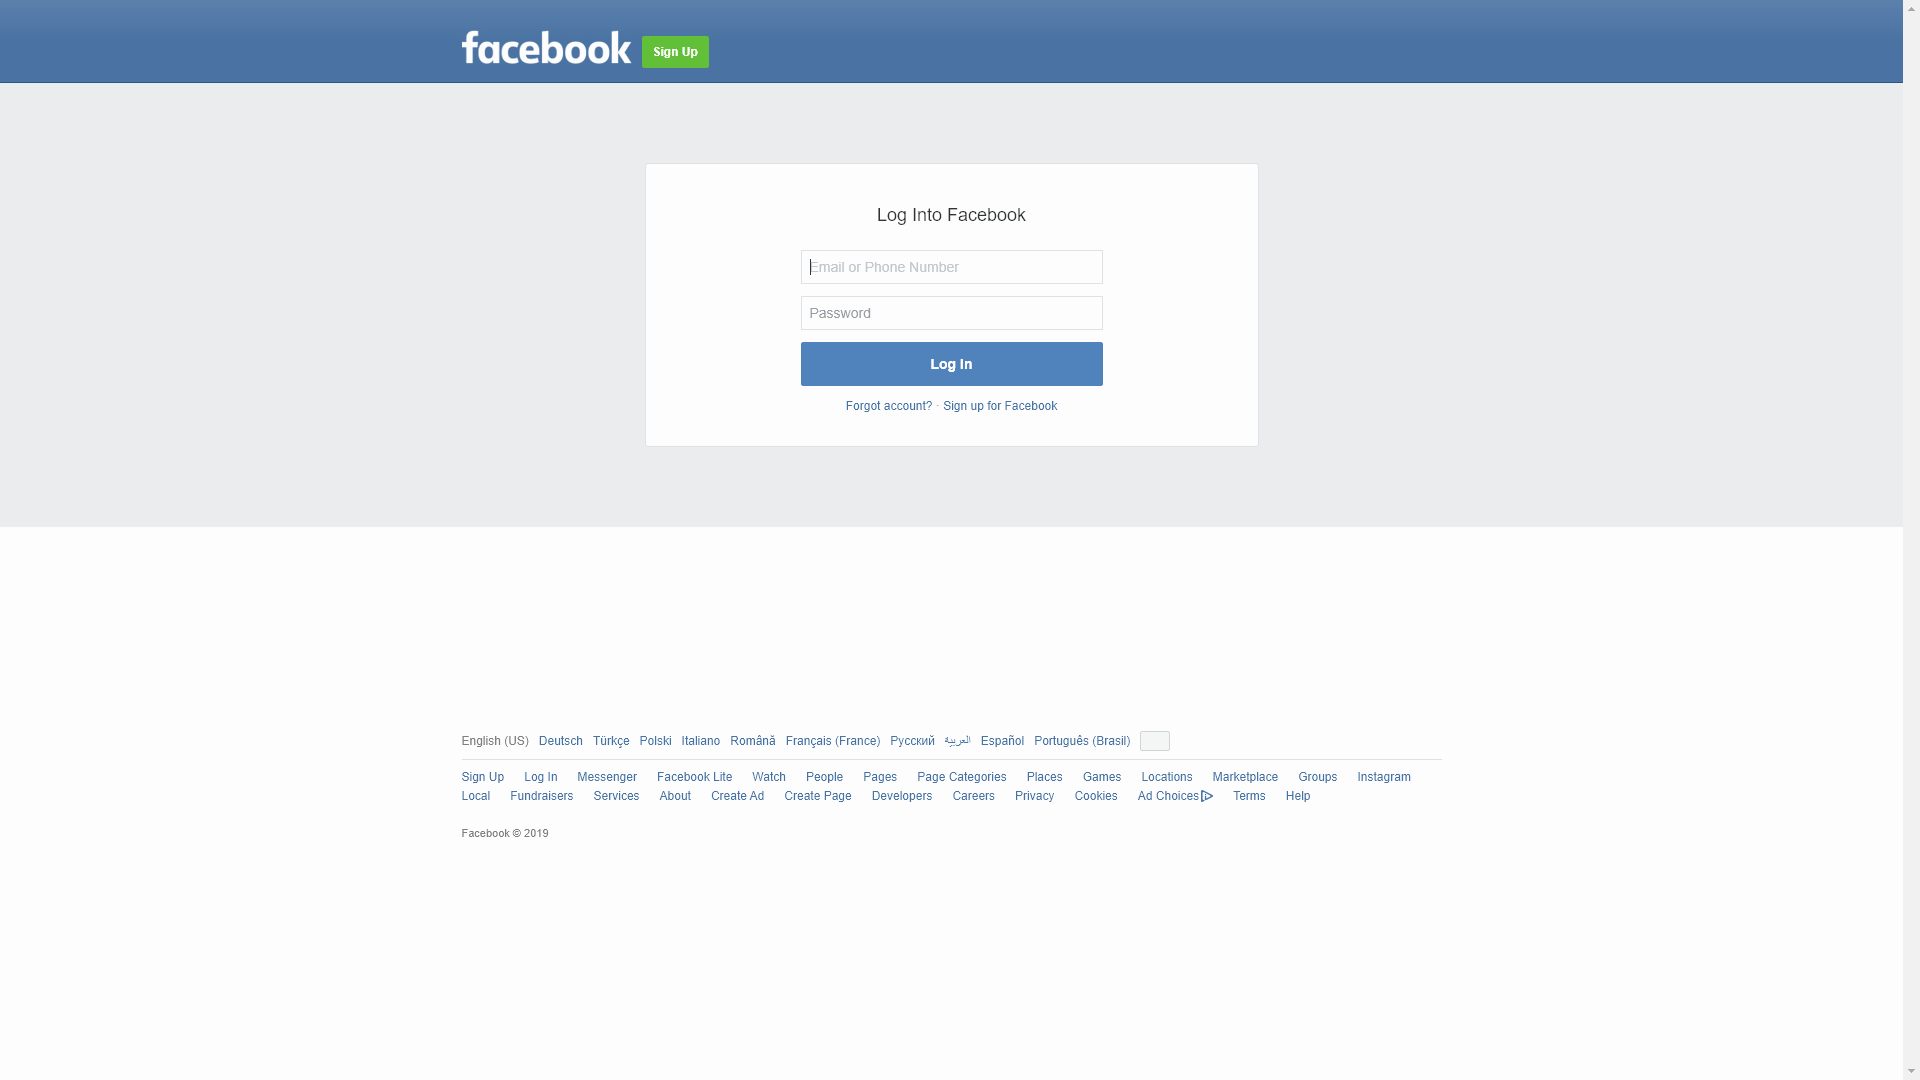 facebook Sign Up
Log Into Facebook
Email or Phone Number
Password
Log In
Forgot account? · Sign up for Facebook
English (US) Deutsch Türkçe Polski Italiano Română Français (France) Русский العربية Español Português (Brasil)
Sign Up Log In Messenger Facebook Lite Watch People Pages Page Categories Places Games Locations Marketplace Groups Instagram
Local Fundraisers Services About Create Ad Create Page Developers Careers Privacy Cookies Ad Choices Terms Help
Facebook © 2019